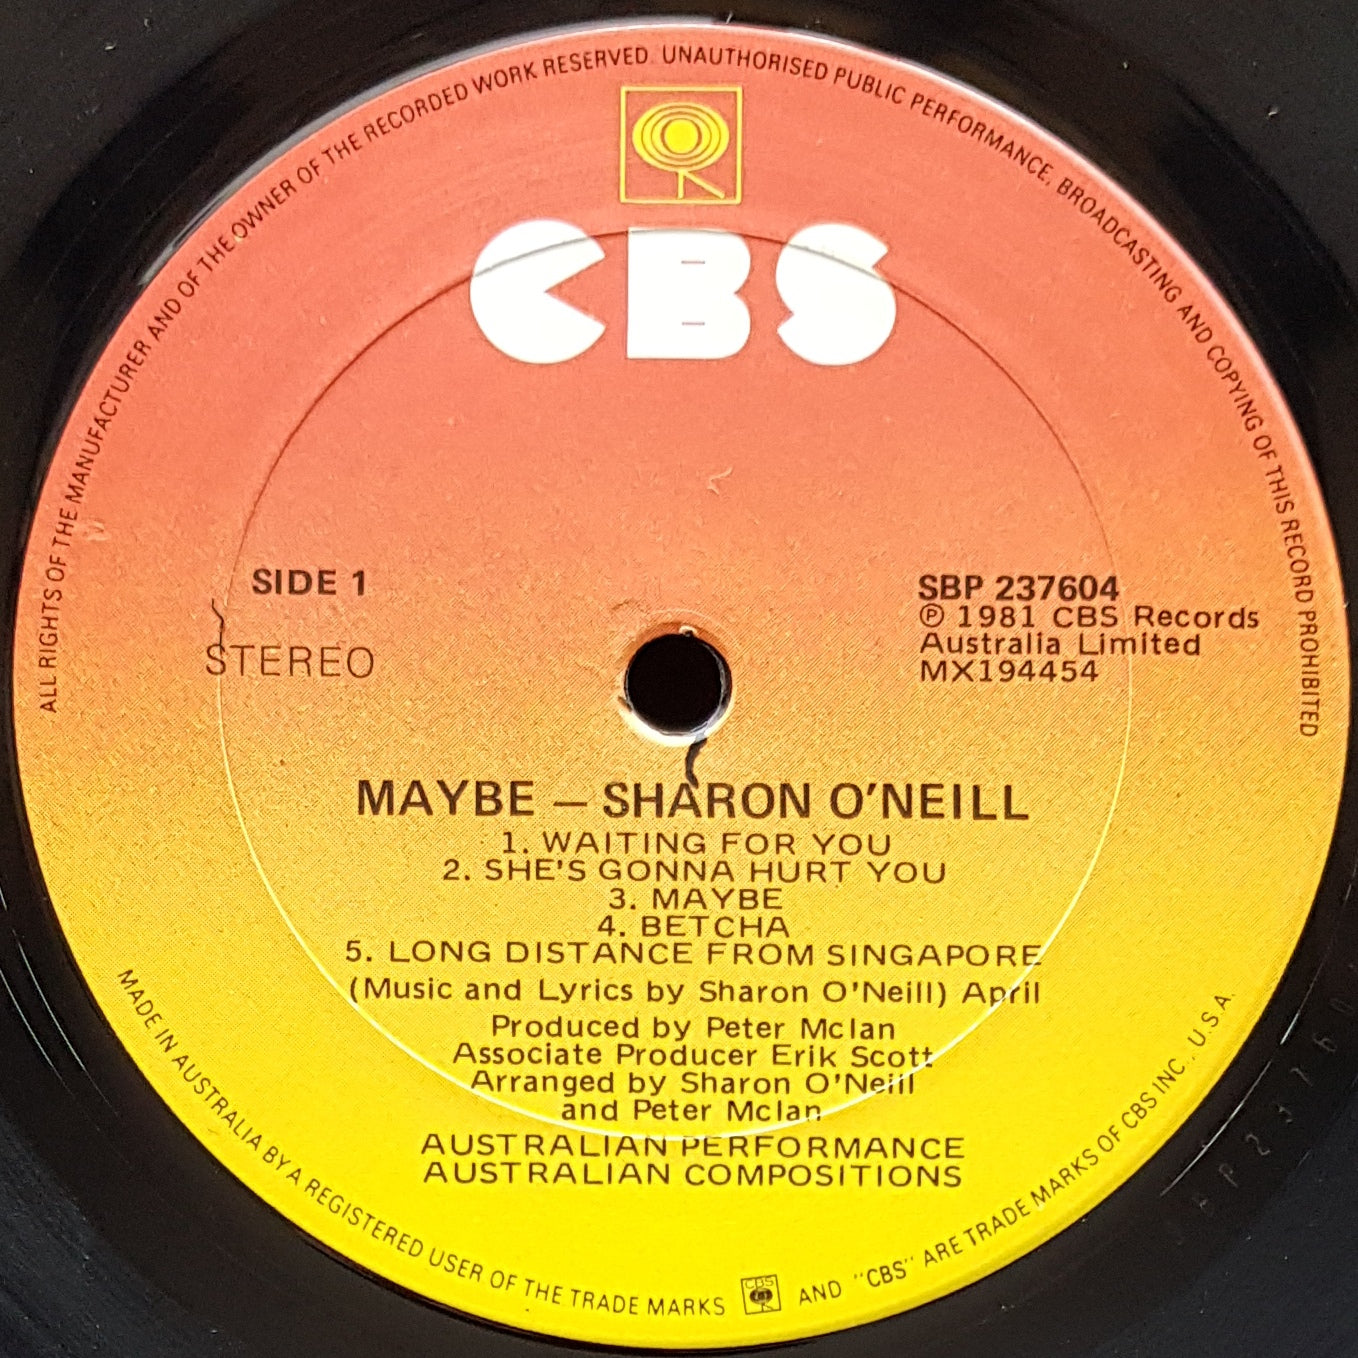 ALL RIGHTS OF THE MANUFACTURER AND OF THE OWNER OF THE RECORDED WORK RESERVED. UNAUTHORISED PUBLIC PERFORMANCE, BROADCASTING AND COPYING OF THIS RECORD PROHIBITED
CBS
SIDE 1
STEREO
SBP 237604
℗ 1981 CBS Records
Australia Limited
MX194454
MAYBE – SHARON O'NEILL
1. WAITING FOR YOU
2. SHE'S GONNA HURT YOU
3. MAYBE
4. BETCHA
5. LONG DISTANCE FROM SINGAPORE
(Music and Lyrics by Sharon O'Neill) April
Produced by Peter McIan
Associate Producer Erik Scott
Arranged by Sharon O'Neill
and Peter McIan
AUSTRALIAN PERFORMANCE
AUSTRALIAN COMPOSITIONS
MADE IN AUSTRALIA BY A REGISTERED USER OF THE TRADE MARKS CBS AND "CBS" ARE TRADE MARKS OF CBS INC., U.S.A.